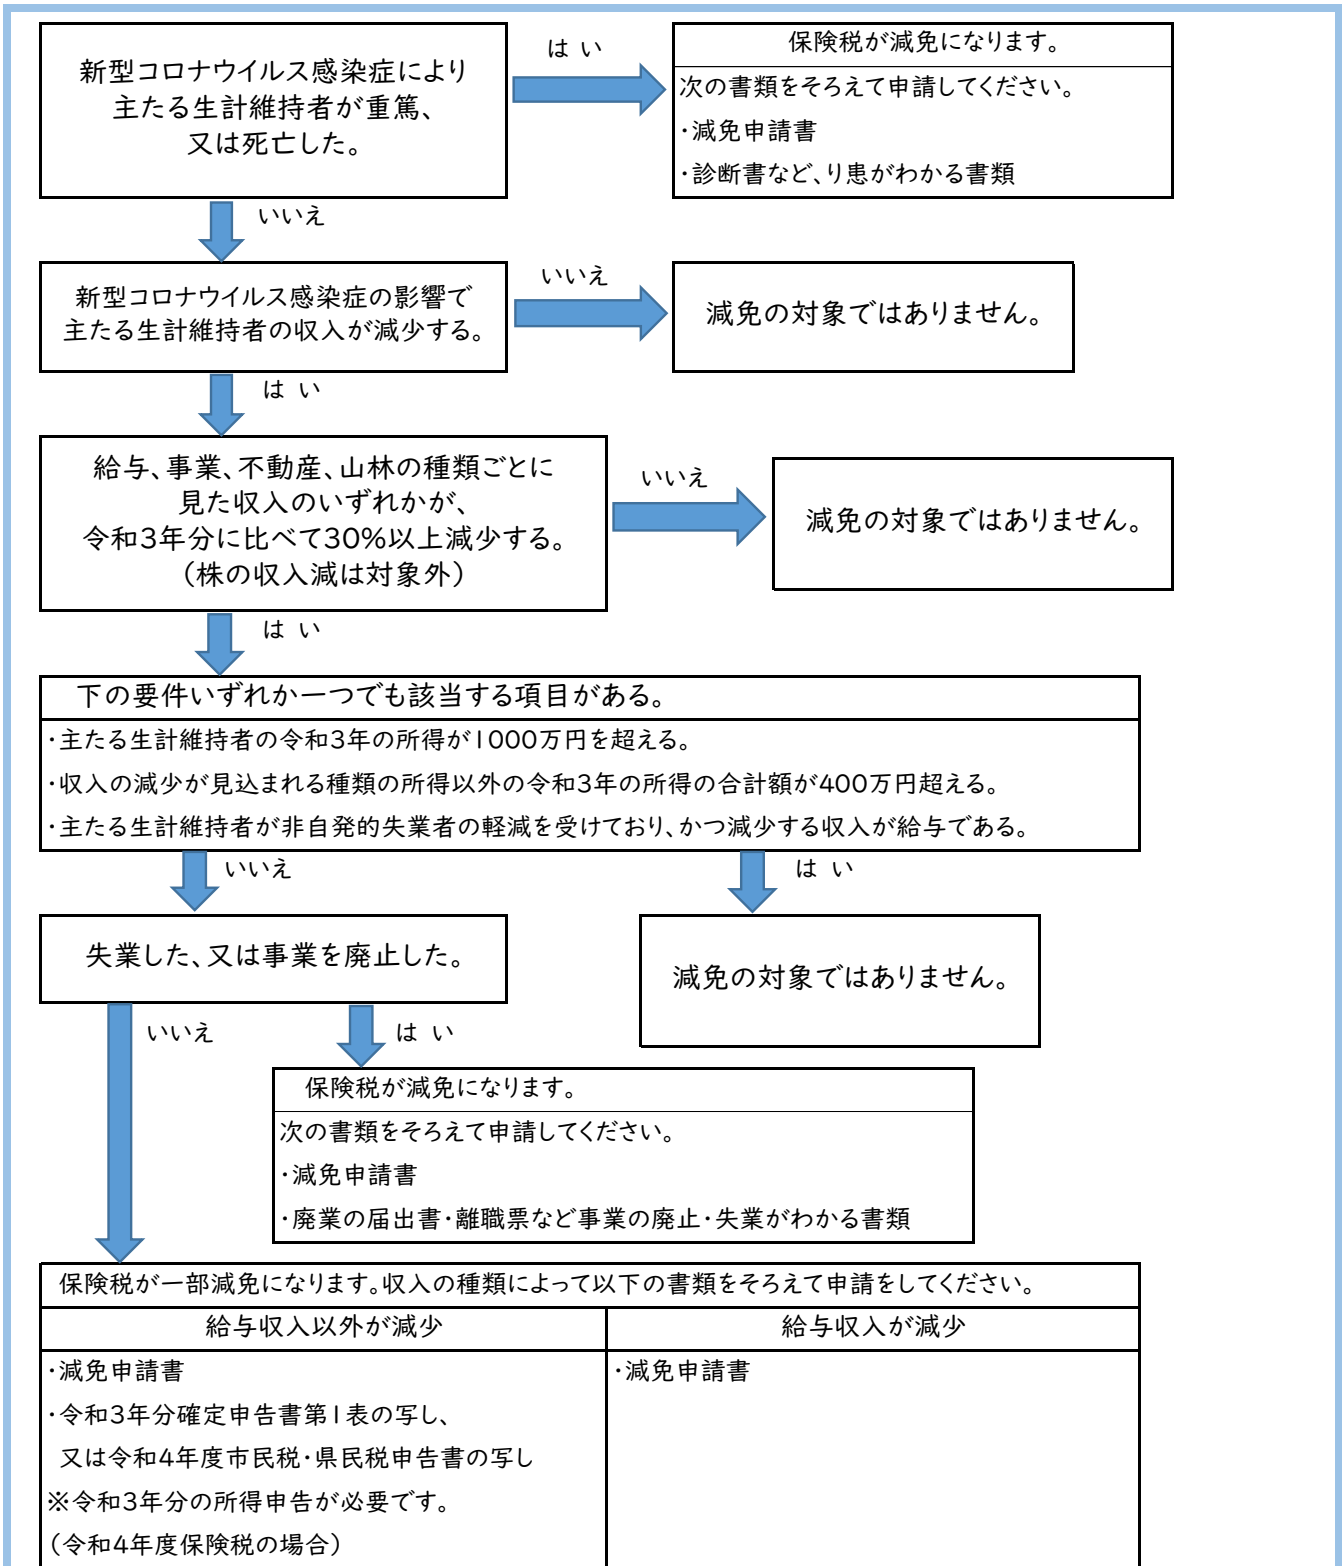 新型コロナウイルス感染症により
主たる生計維持者が重篤、
又は死亡した。
は い
保険税が減免になります。
次の書類をそろえて申請してください。
・減免申請書
・診断書など、り患がわかる書類
いいえ
新型コロナウイルス感染症の影響で
主たる生計維持者の収入が減少する。
いいえ
減免の対象ではありません。
は い
給与、事業、不動産、山林の種類ごとに
見た収入のいずれかが、
令和3年分に比べて30%以上減少する。
（株の収入減は対象外）
いいえ
減免の対象ではありません。
は い
下の要件いずれか一つでも該当する項目がある。
・主たる生計維持者の令和3年の所得が1000万円を超える。
・収入の減少が見込まれる種類の所得以外の令和3年の所得の合計額が400万円超える。
・主たる生計維持者が非自発的失業者の軽減を受けており、かつ減少する収入が給与である。
いいえ
は い
失業した、又は事業を廃止した。
減免の対象ではありません。
いいえ
は い
保険税が減免になります。
次の書類をそろえて申請してください。
・減免申請書
・廃業の届出書・離職票など事業の廃止・失業がわかる書類
保険税が一部減免になります。収入の種類によって以下の書類をそろえて申請をしてください。
給与収入以外が減少
給与収入が減少
・減免申請書
・令和3年分確定申告書第1表の写し、
又は令和4年度市民税・県民税申告書の写し
※令和3年分の所得申告が必要です。
（令和4年度保険税の場合）
・減免申請書